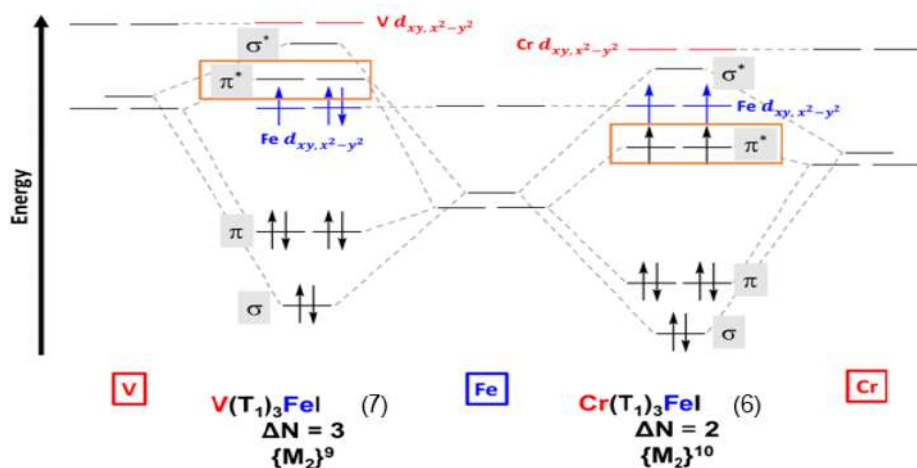 V d_{xy, x²−y²}
σ*
Cr d_{xy, x²−y²}
σ*
π*
Fe d_{xy, x²−y²}
Fe d_{xy, x²−y²}
π*
Energy
π
π
σ
σ
V
Fe
Cr
V(T₁)₃FeI (7)
ΔN = 3
{M₂}⁹
Cr(T₁)₃FeI (6)
ΔN = 2
{M₂}¹⁰